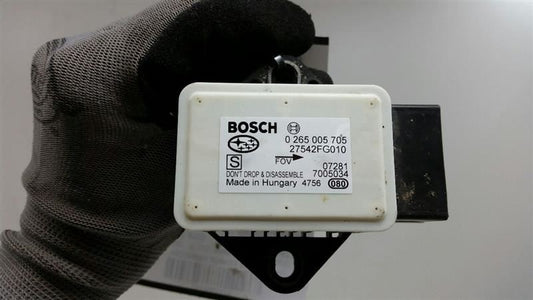 BOSCH
0 265 005 705
27542FG010
S
FOV
07281
DON'T DROP & DISASSEMBLE 7005034
Made in Hungary 4756 080